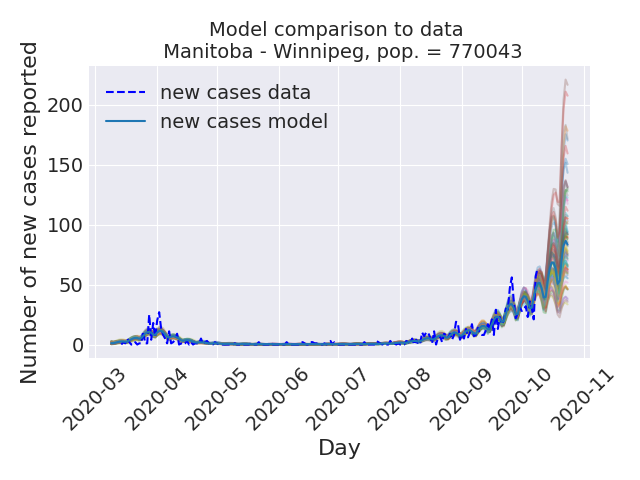 Model comparison to data
Manitoba - Winnipeg, pop. = 770043
Number of new cases reported
200
150
100
50
0
new cases data
new cases model
2020-03
2020-04
2020-05
2020-06
2020-07
2020-08
2020-09
2020-10
2020-11
Day